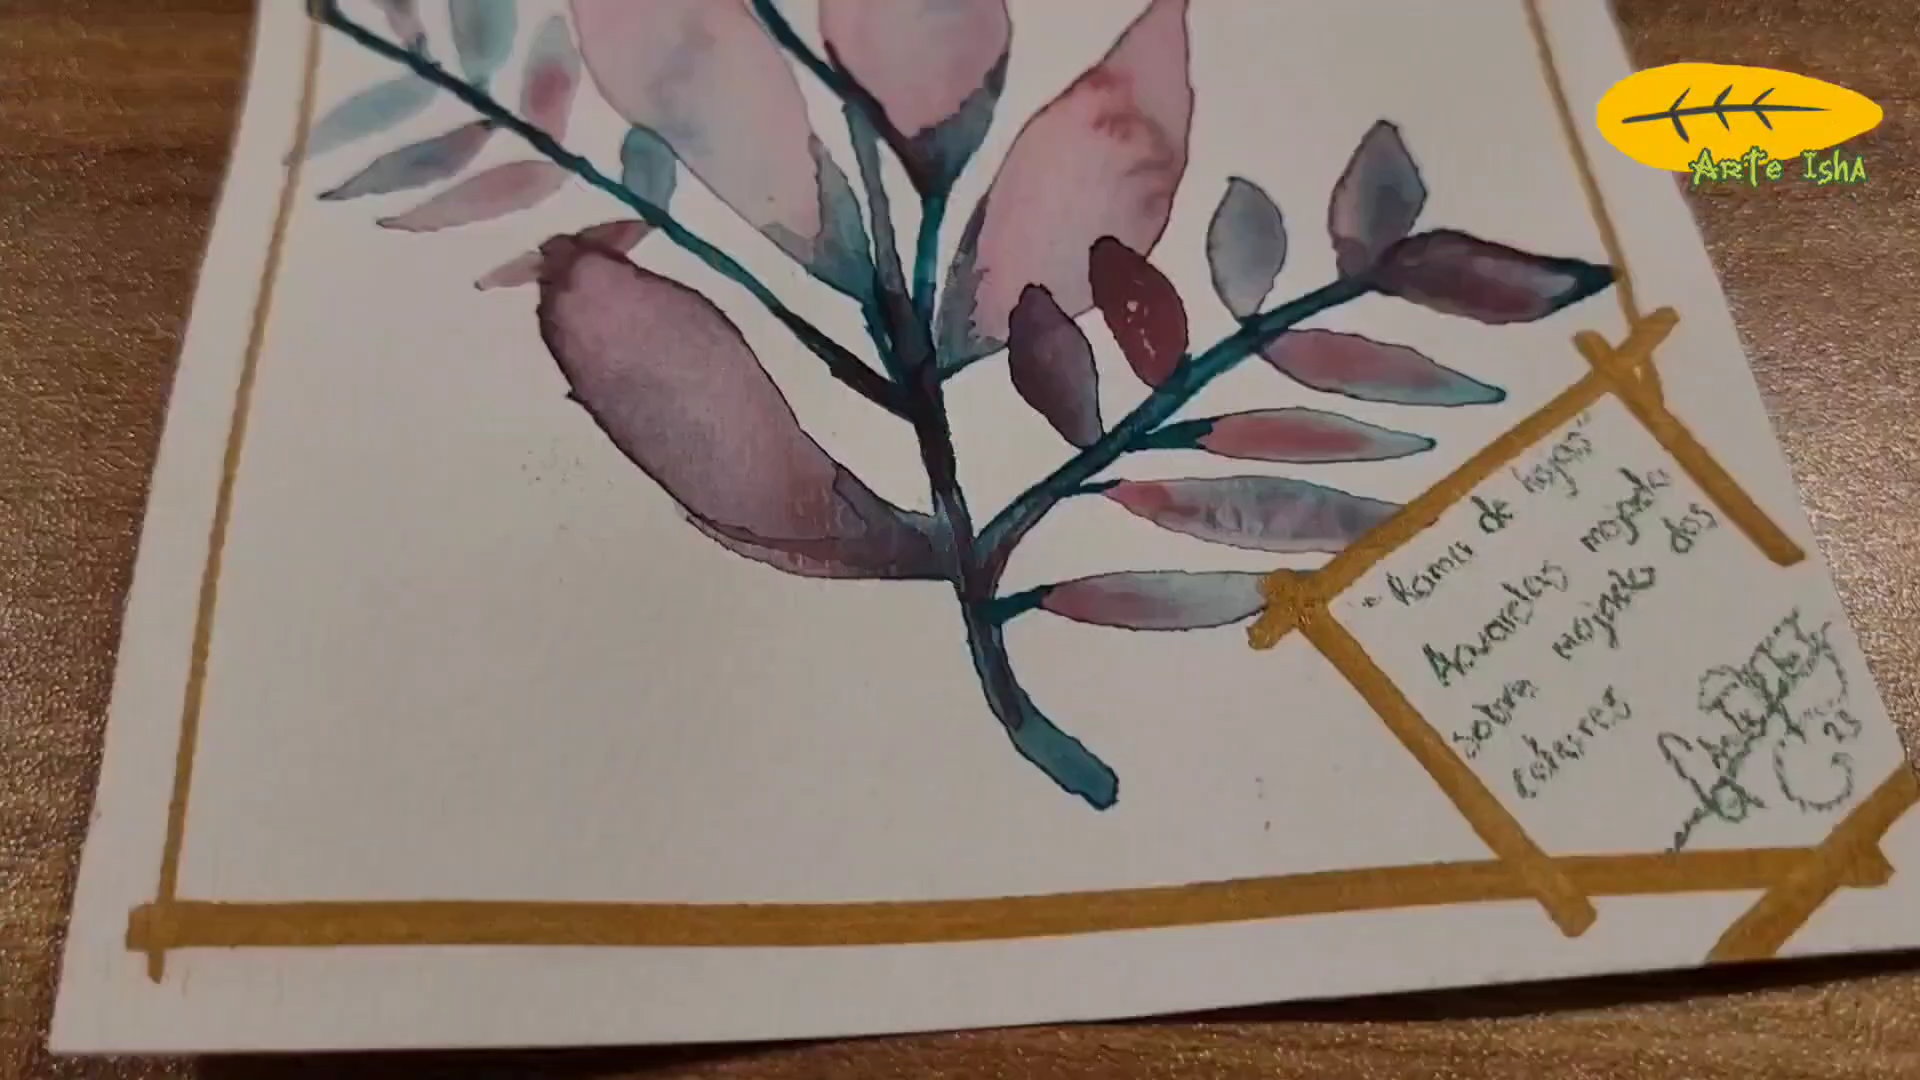 Arte Isha
"Rama de hojas"
Acuarelas mojado
sobre mojado dos
colores
23